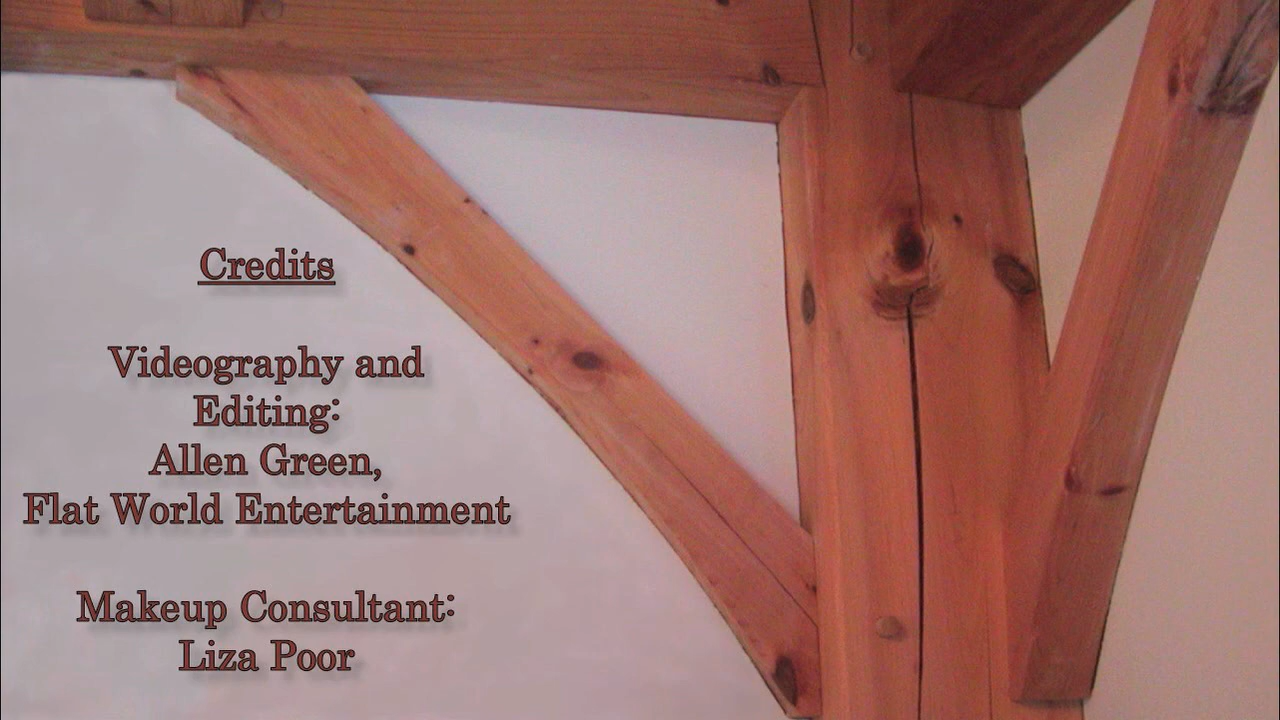 Credits
Videography and
Editing:
Allen Green,
Flat World Entertainment
Makeup Consultant:
Liza Poor